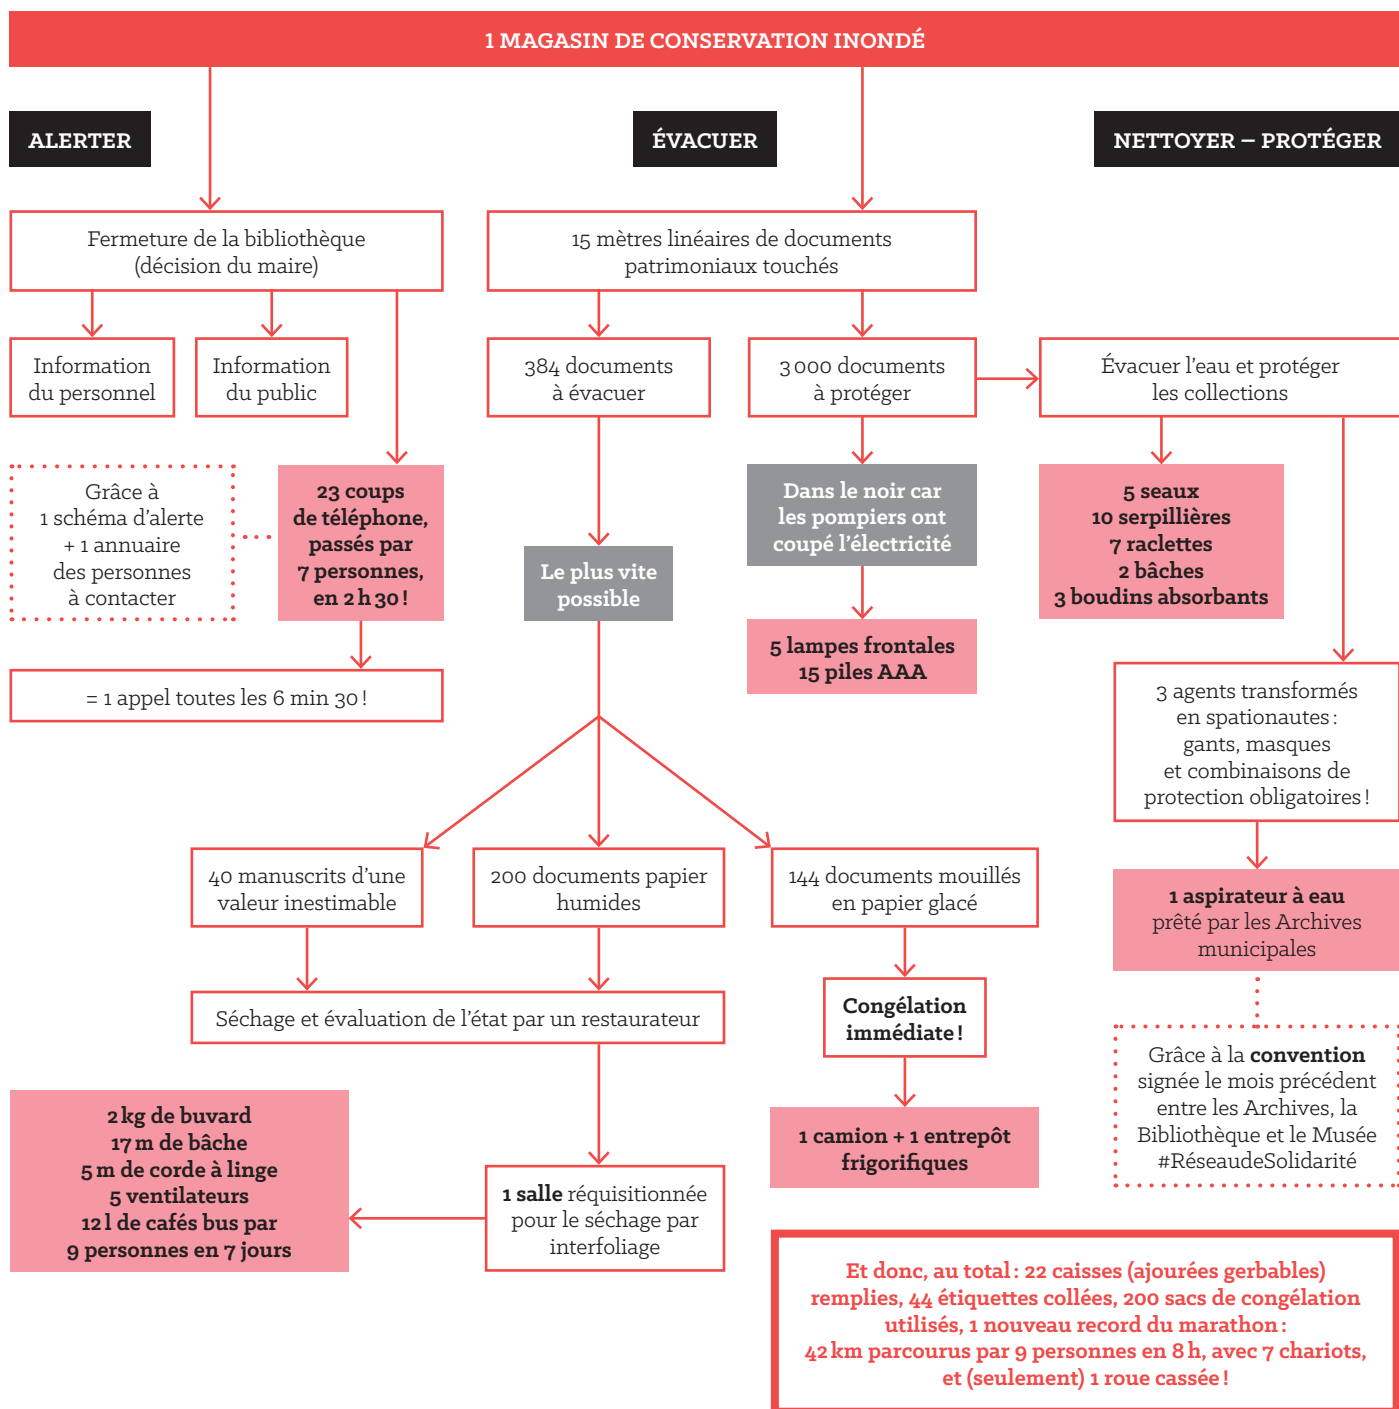 1 MAGASIN DE CONSERVATION INONDÉ
ALERTER
ÉVACUER
NETTOYER – PROTÉGER
Fermeture de la bibliothèque
(décision du maire)
15 mètres linéaires de documents
patrimoniaux touchés
Information
du personnel
Information
du public
384 documents
à évacuer
3 000 documents
à protéger
Évacuer l'eau et protéger
les collections
Grâce à
1 schéma d'alerte
+ 1 annuaire
des personnes
à contacter
23 coups
de téléphone,
passés par
7 personnes,
en 2 h 30 !
= 1 appel toutes les 6 min 30 !
Le plus vite
possible
Dans le noir car
les pompiers ont
coupé l'électricité
5 lampes frontales
15 piles AAA
5 seaux
10 serpillières
7 raclettes
2 bâches
3 boudins absorbants
3 agents transformés
en spationautes :
gants, masques
et combinaisons de
protection obligatoires !
40 manuscrits d'une
valeur inestimable
200 documents papier
humides
144 documents mouillés
en papier glacé
1 aspirateur à eau
prêté par les Archives
municipales
Séchage et évaluation de l'état par un restaurateur
Congélation
immédiate !
Grâce à la convention
signée le mois précédent
entre les Archives, la
Bibliothèque et le Musée
#RéseaudeSolidarité
2 kg de buvard
17 m de bâche
5 m de corde à linge
5 ventilateurs
12 l de cafés bus par
9 personnes en 7 jours
1 salle réquisitionnée
pour le séchage par
interfoliage
1 camion + 1 entrepôt
frigorifiques
Et donc, au total : 22 caisses (ajourées gerbables)
remplies, 44 étiquettes collées, 200 sacs de congélation
utilisés, 1 nouveau record du marathon :
42 km parcourus par 9 personnes en 8 h, avec 7 chariots,
et (seulement) 1 roue cassée !